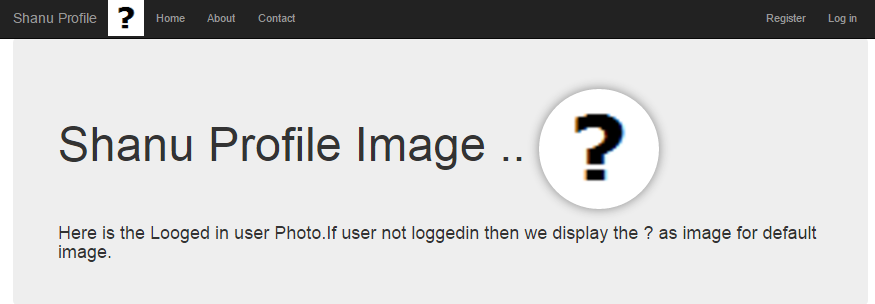 Shanu Profile ? Home About Contact Register Log in
Shanu Profile Image .. ?
Here is the Looged in user Photo.If user not loggedin then we display the ? as image for default
image.